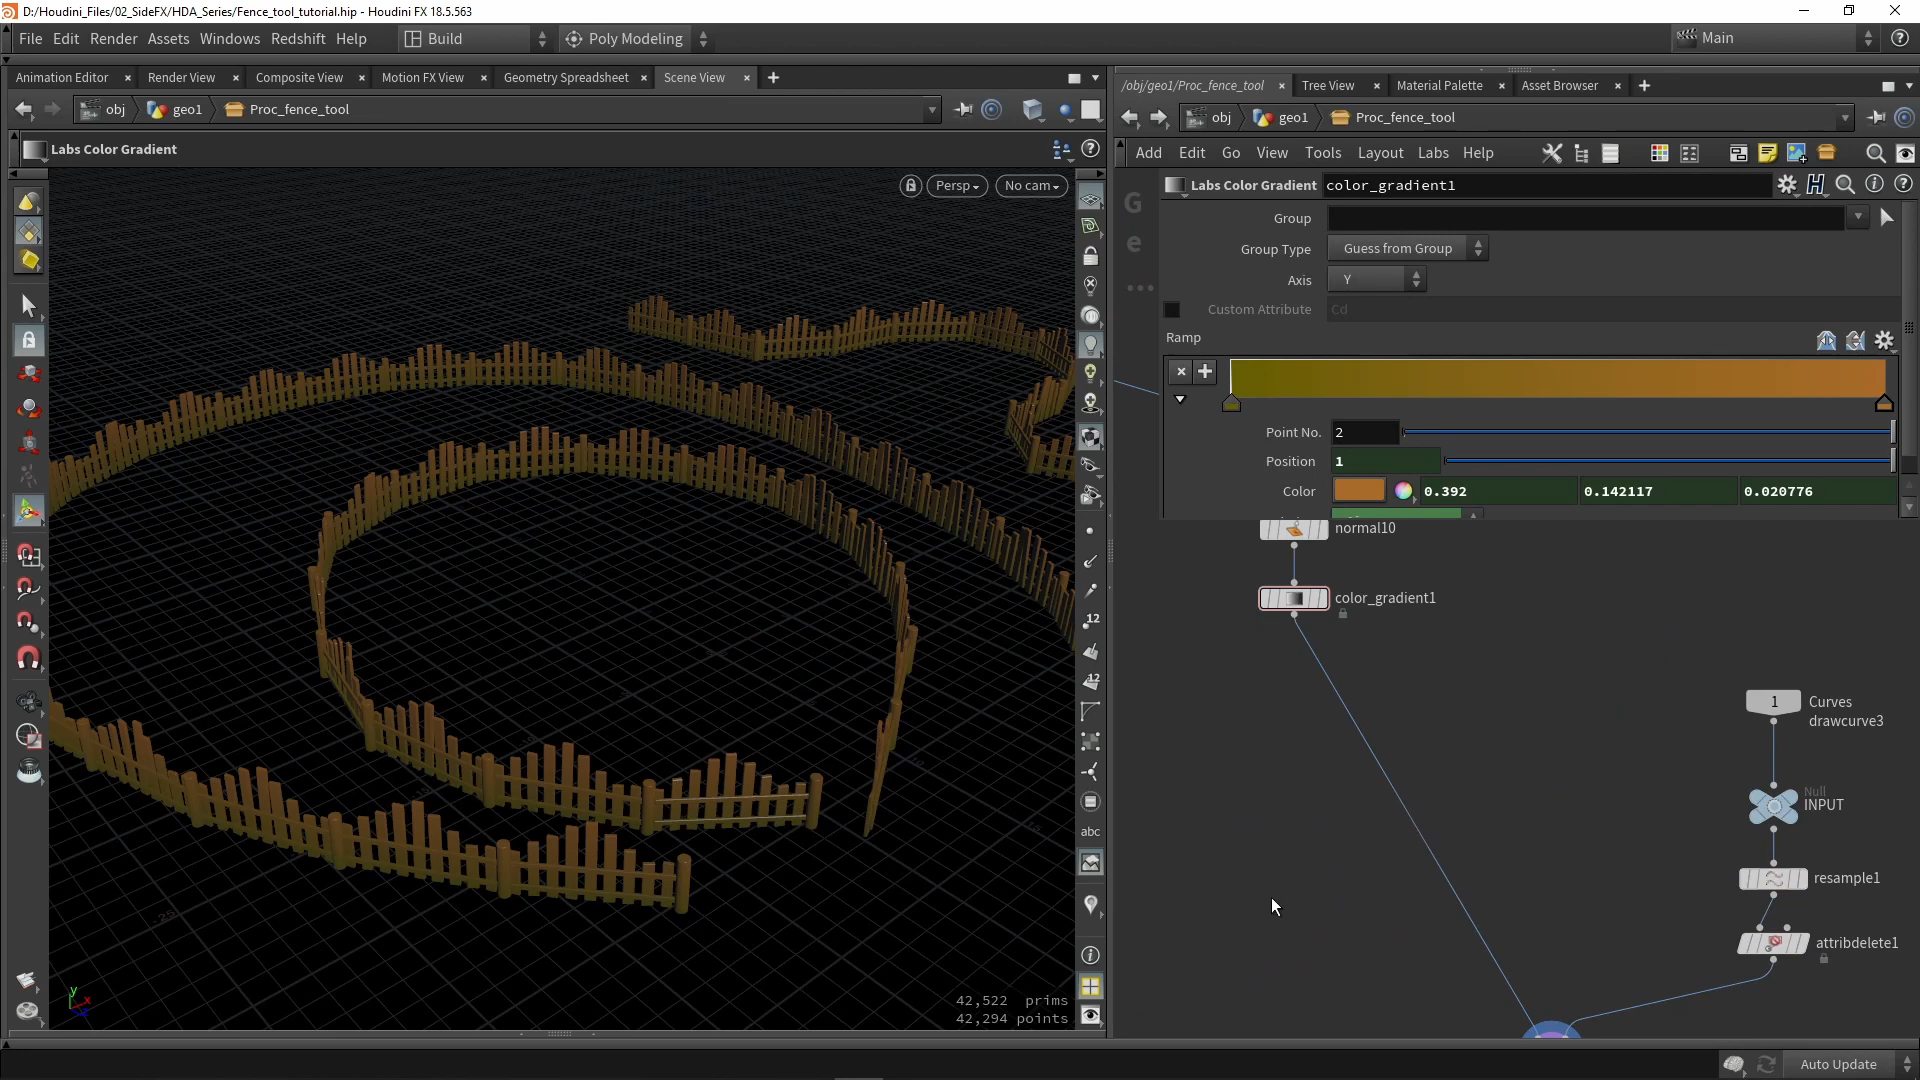 D:/Houdini_Files/02_SideFX/HDA_Series/Fence_tool_tutorial.hip - Houdini FX 18.5.563
File Edit Render Assets Windows Redshift Help Build Poly Modeling Main
Animation Editor Render View Composite View Motion FX View Geometry Spreadsheet Scene View
/obj/geo1/Proc_fence_tool Tree View Material Palette Asset Browser
obj geo1 Proc_fence_tool
obj geo1 Proc_fence_tool
Labs Color Gradient
Add Edit Go View Tools Layout Labs Help
Persp No cam
Labs Color Gradient color_gradient1
G
e
...
Group
Group Type Guess from Group
Axis Y
Custom Attribute Cd
Ramp
Point No. 2
Position 1
Color 0.392 0.142117 0.020776
normal10
color_gradient1
1 Curves
drawcurve3
Null
INPUT
resample1
attribdelete1
12
12
abc
-25
y
x
42,522 prims
42,294 points
Auto Update